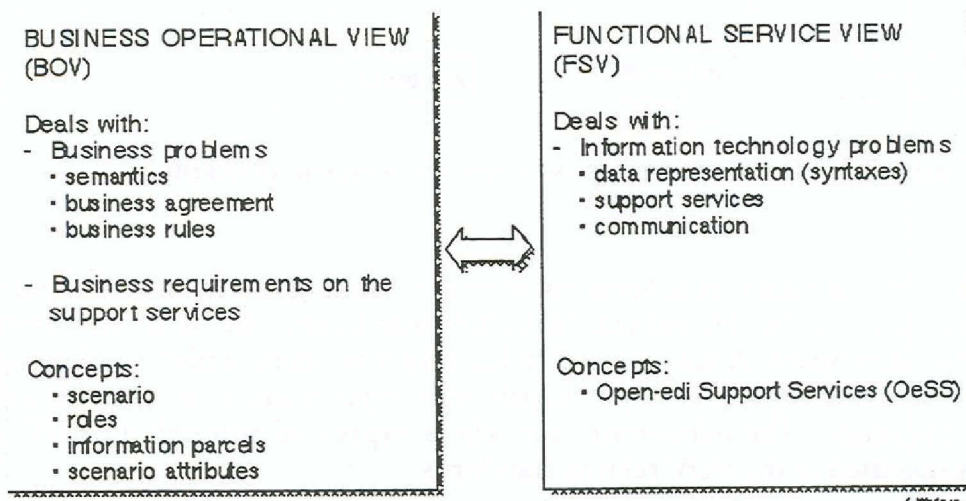 BUSINESS OPERATIONAL VIEW
(BOV)
Deals with:
- Business problems
• semantics
• business agreement
• business rules
- Business requirements on the
support services
Concepts:
• scenario
• roles
• information parcels
• scenario attributes
FUNCTIONAL SERVICE VIEW
(FSV)
Deals with:
- Information technology problems
• data representation (syntaxes)
• support services
• communication
Concepts:
• Open-edi Support Services (OeSS)